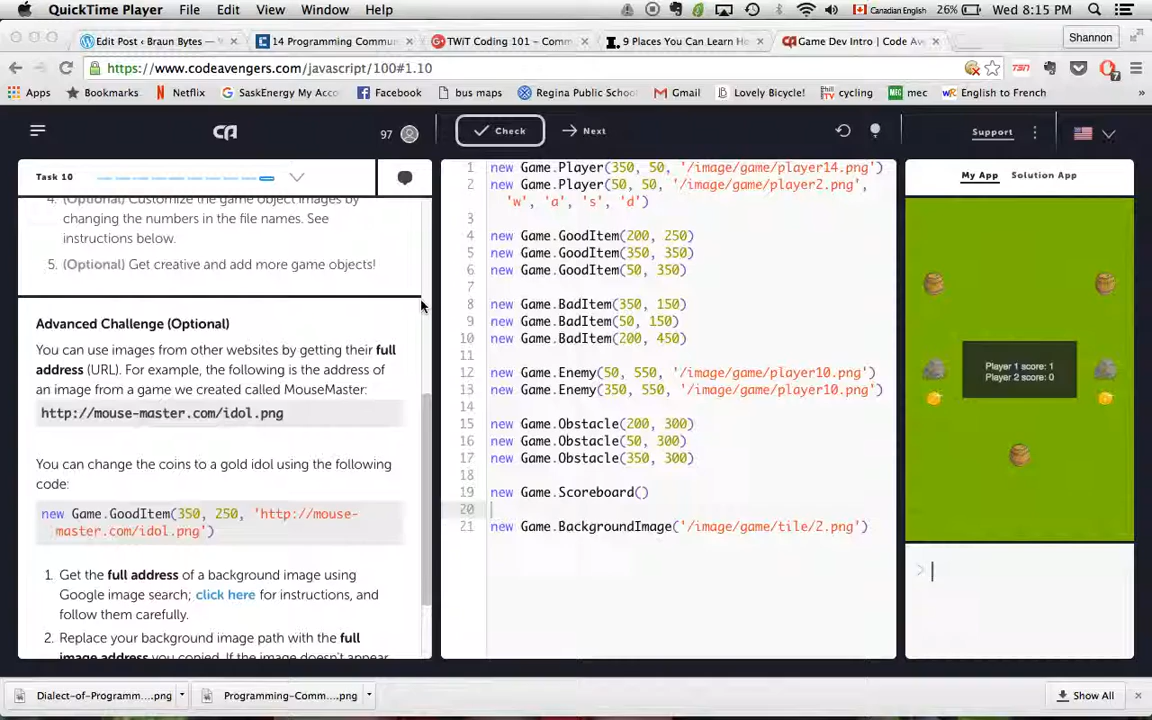 QuickTime Player File Edit View Window Help Canadian English 26% Wed 8:15 PM
Edit Post ‹ Braun Bytes — 14 Programming Commun TWiT Coding 101 – Comm 9 Places You Can Learn Ho Game Dev Intro | Code Ave Shannon
https://www.codeavengers.com/javascript/100#1.10
Apps Bookmarks Netflix SaskEnergy My Acco Facebook bus maps Regina Public Schoo Gmail Lovely Bicycle! cycling mec English to French
CA 97 Check Next Support
Task 10
4. (Optional) Customize the game object images by
changing the numbers in the file names. See
instructions below.
5. (Optional) Get creative and add more game objects!
Advanced Challenge (Optional)
You can use images from other websites by getting their full
address (URL). For example, the following is the address of
an image from a game we created called MouseMaster:
http://mouse-master.com/idol.png
You can change the coins to a gold idol using the following
code:
new Game.GoodItem(350, 250, 'http://mouse-
master.com/idol.png')
1. Get the full address of a background image using
Google image search; click here for instructions, and
follow them carefully.
2. Replace your background image path with the full
image address you copied. If the image doesn't appear
1 new Game.Player(350, 50, '/image/game/player14.png')
2 new Game.Player(50, 50, '/image/game/player2.png',
'w', 'a', 's', 'd')
3
4 new Game.GoodItem(200, 250)
5 new Game.GoodItem(350, 350)
6 new Game.GoodItem(50, 350)
7
8 new Game.BadItem(350, 150)
9 new Game.BadItem(50, 150)
10 new Game.BadItem(200, 450)
11
12 new Game.Enemy(50, 550, '/image/game/player10.png')
13 new Game.Enemy(350, 550, '/image/game/player10.png')
14
15 new Game.Obstacle(200, 300)
16 new Game.Obstacle(50, 300)
17 new Game.Obstacle(350, 300)
18
19 new Game.Scoreboard()
20
21 new Game.BackgroundImage('/image/game/tile/2.png')
My App Solution App
Player 1 score: 1
Player 2 score: 0
>
Dialect-of-Programm....png Programming-Comm....png Show All